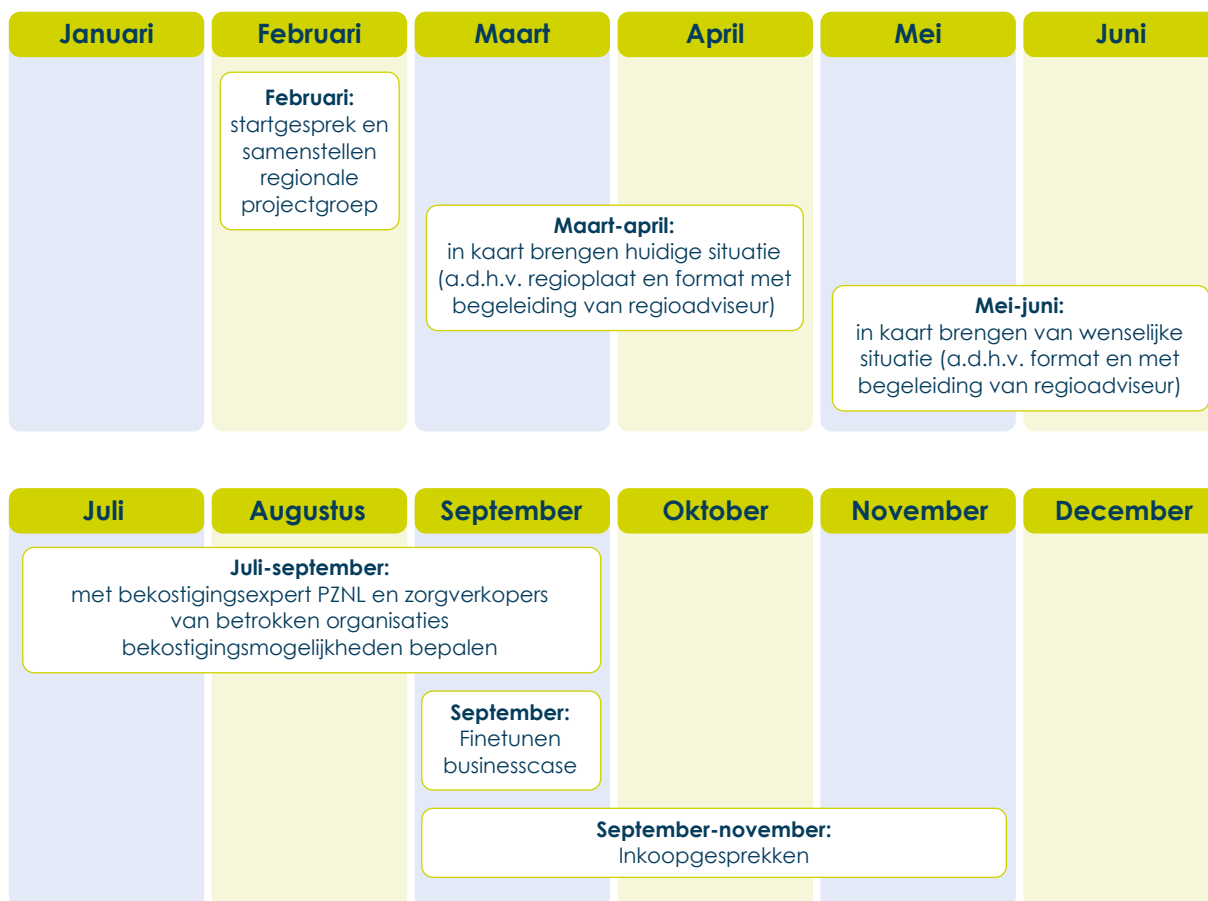 Januari Februari Maart April Mei Juni
Februari:
startgesprek en
samenstellen
regionale
projectgroep
Maart-april:
in kaart brengen huidige situatie
(a.d.h.v. regioplaat en format met
begeleiding van regioadviseur)
Mei-juni:
in kaart brengen van wenselijke
situatie (a.d.h.v. format en met
begeleiding van regioadviseur)
Juli Augustus September Oktober November December
Juli-september:
met bekostigingsexpert PZNL en zorgverkopers
van betrokken organisaties
bekostigingsmogelijkheden bepalen
September:
Finetunen
businesscase
September-november:
Inkoopgesprekken